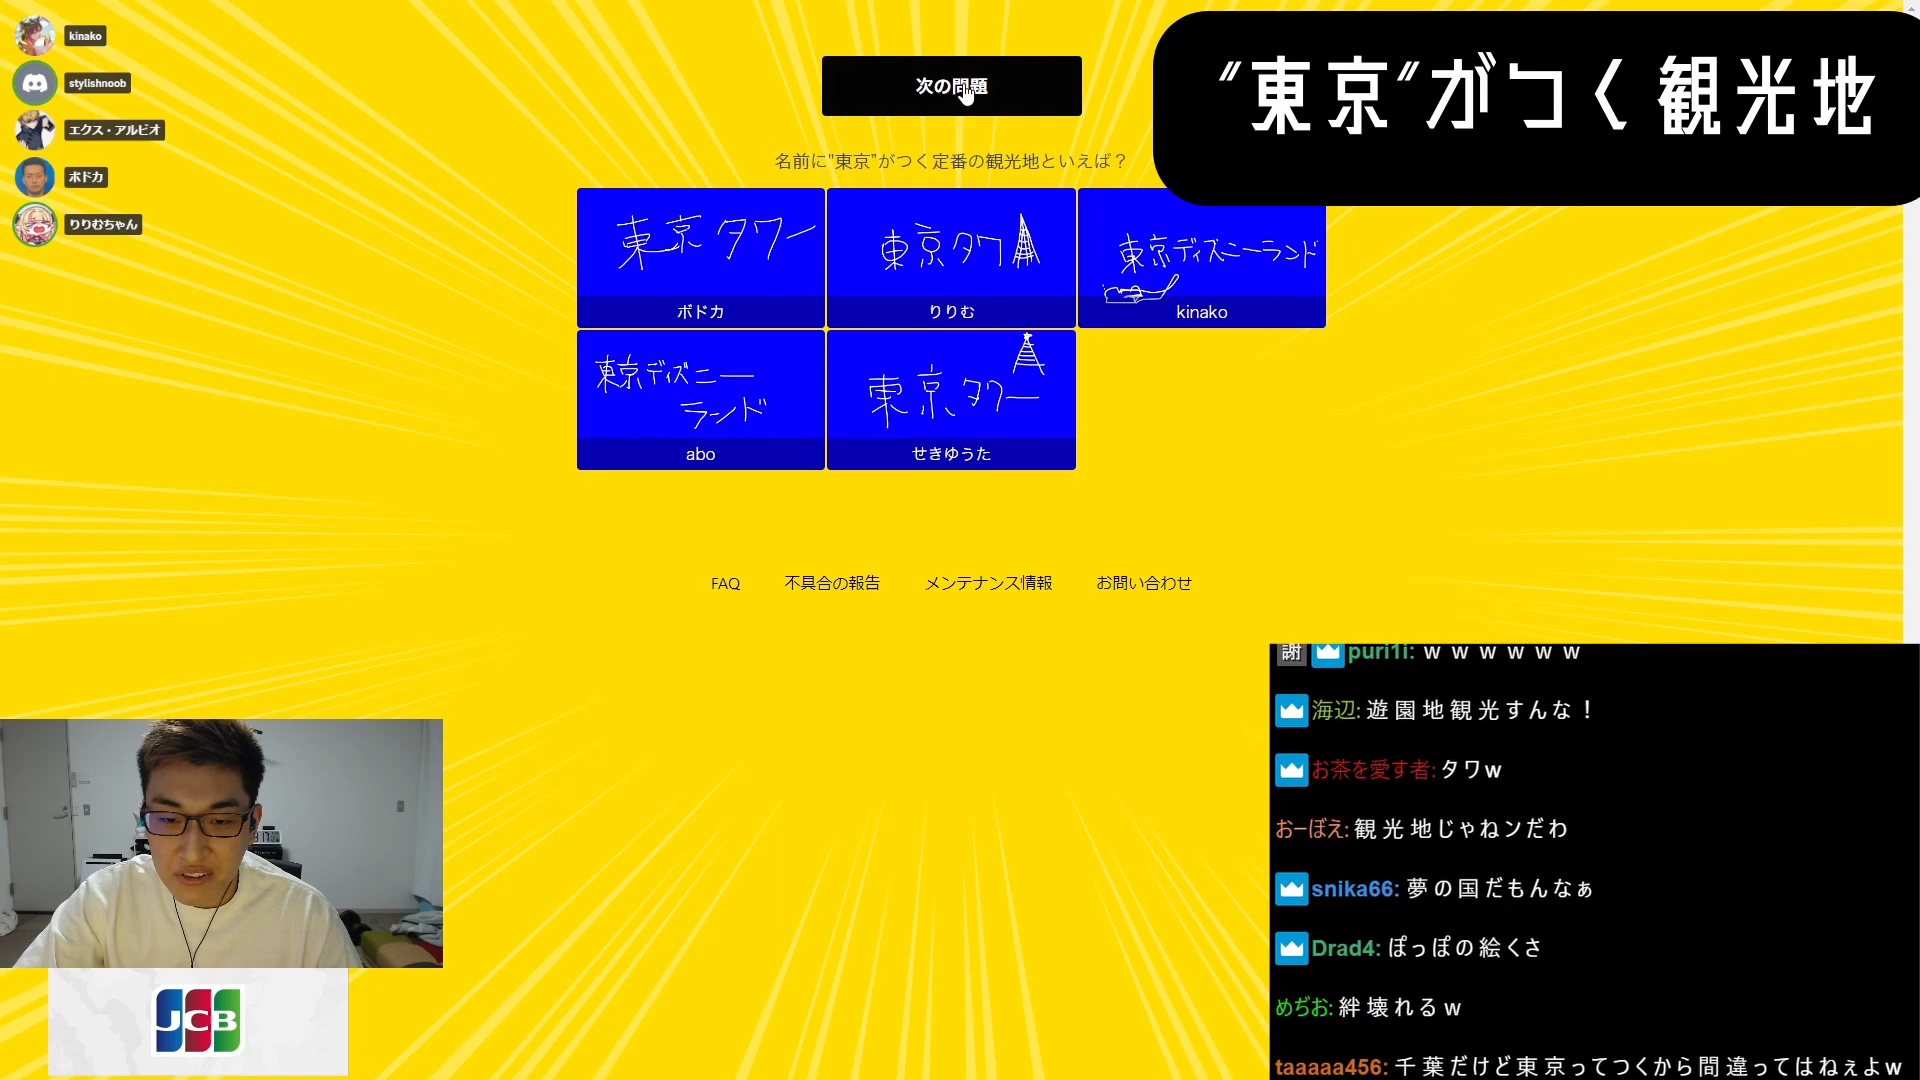 kinako
stylishnoob
エクス・アルビオ
ボドカ
りりむちゃん
次の問題
"東京"がつく観光地
名前に"東京”がつく定番の観光地といえば？
東京タワー
ボドカ
東京タワ
りりむ
東京ディズニーランド
kinako
東京ディズニー
ランド
abo
東京タワー
せきゆうた
FAQ
不具合の報告
メンテナンス情報
お問い合わせ
謝 puri1i: w w w w w w
海辺: 遊園地観光すんな！
お茶を愛す者: タワw
おーぼえ: 観光地じゃねンだわ
snika66: 夢の国だもんなぁ
Drad4: ぽっぽの絵くさ
めぢお: 絆壊れるw
taaaaa456: 千葉だけど東京ってつくから間違ってはねぇよw
JCB